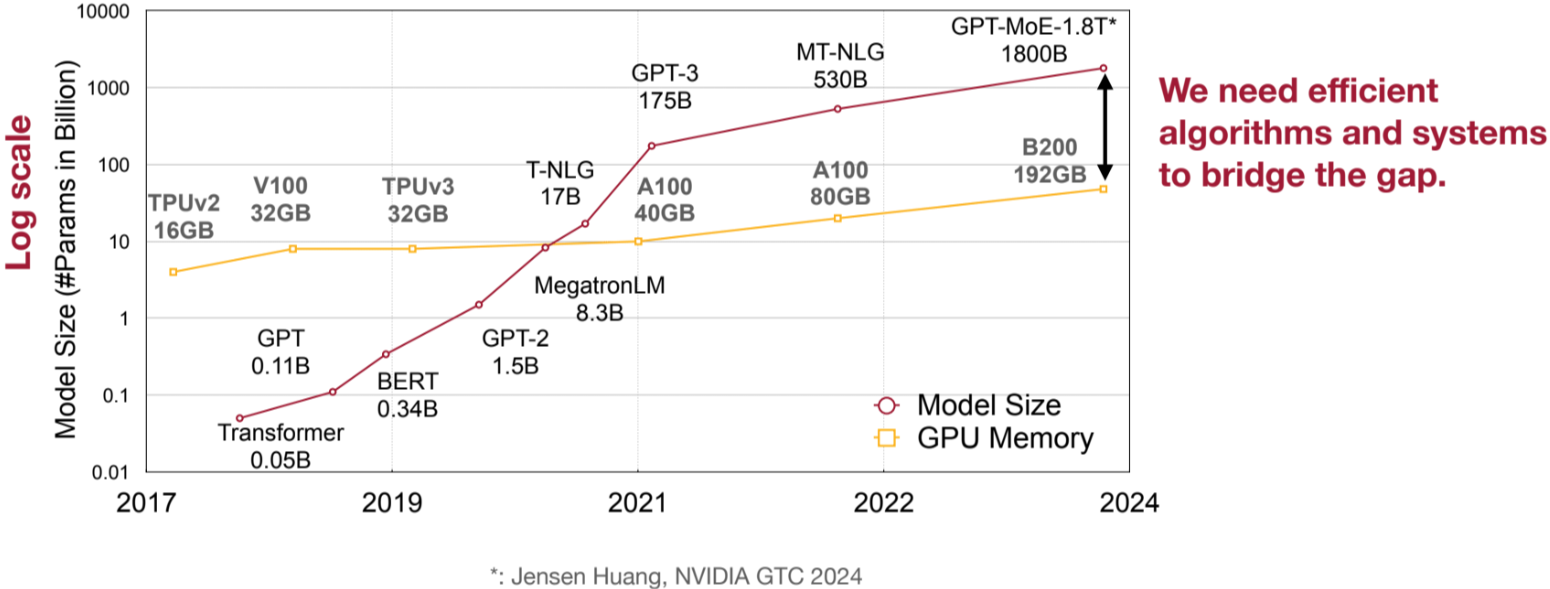 Log scale
Model Size (#Params in Billion)
10000
1000
100
10
1
0.1
0.01
2017
2019
2021
2022
2024
TPUv2
16GB
V100
32GB
TPUv3
32GB
A100
40GB
A100
80GB
B200
192GB
Transformer
0.05B
GPT
0.11B
BERT
0.34B
GPT-2
1.5B
MegatronLM
8.3B
T-NLG
17B
GPT-3
175B
MT-NLG
530B
GPT-MoE-1.8T*
1800B
Model Size
GPU Memory
We need efficient
algorithms and systems
to bridge the gap.
*: Jensen Huang, NVIDIA GTC 2024